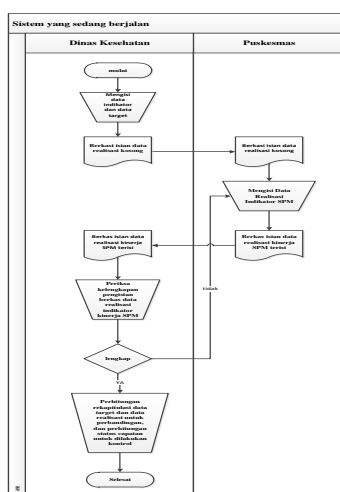 Sistem yang sedang berjalan
Dinas Kesehatan
Puskesmas
mulai
Mengisi
data
indikator
dan data
target
Berkasi isian data
realisasi kosong
Berkasi isian data
realisasi kosong
Mengisi Data
Realisasi
Indikator SPM
Berkas isian data
realisasi kinerja
SPM terisi
Berkas isian data
realisasi kinerja
SPM terisi
tidak
Periksa
kelengkapan
pengisian
berkas data
realisasi
indikator
kinerja SPM
lengkap
YA
Perhitungan
rekapitulasi data
target dan data
realisasi untuk
perbandingan,
dan perhitungan
status capaian
untuk dilakukan
kontrol
Selesai